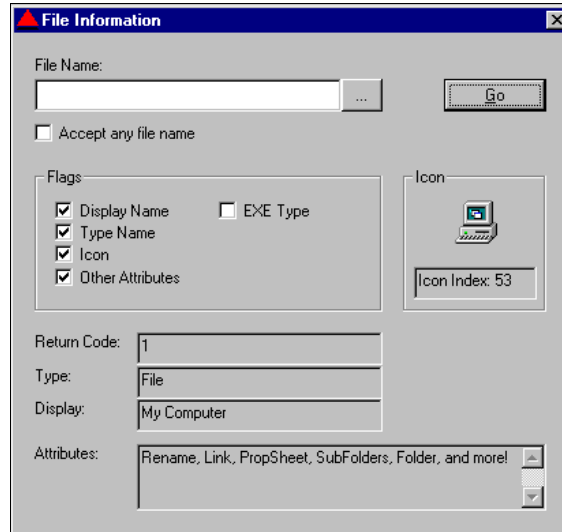 File Information
File Name:
...
Go
Accept any file name
Flags
Display Name
EXE Type
Type Name
Icon
Other Attributes
Icon
Icon Index: 53
Return Code:
1
Type:
File
Display:
My Computer
Attributes:
Rename, Link, PropSheet, SubFolders, Folder, and more!